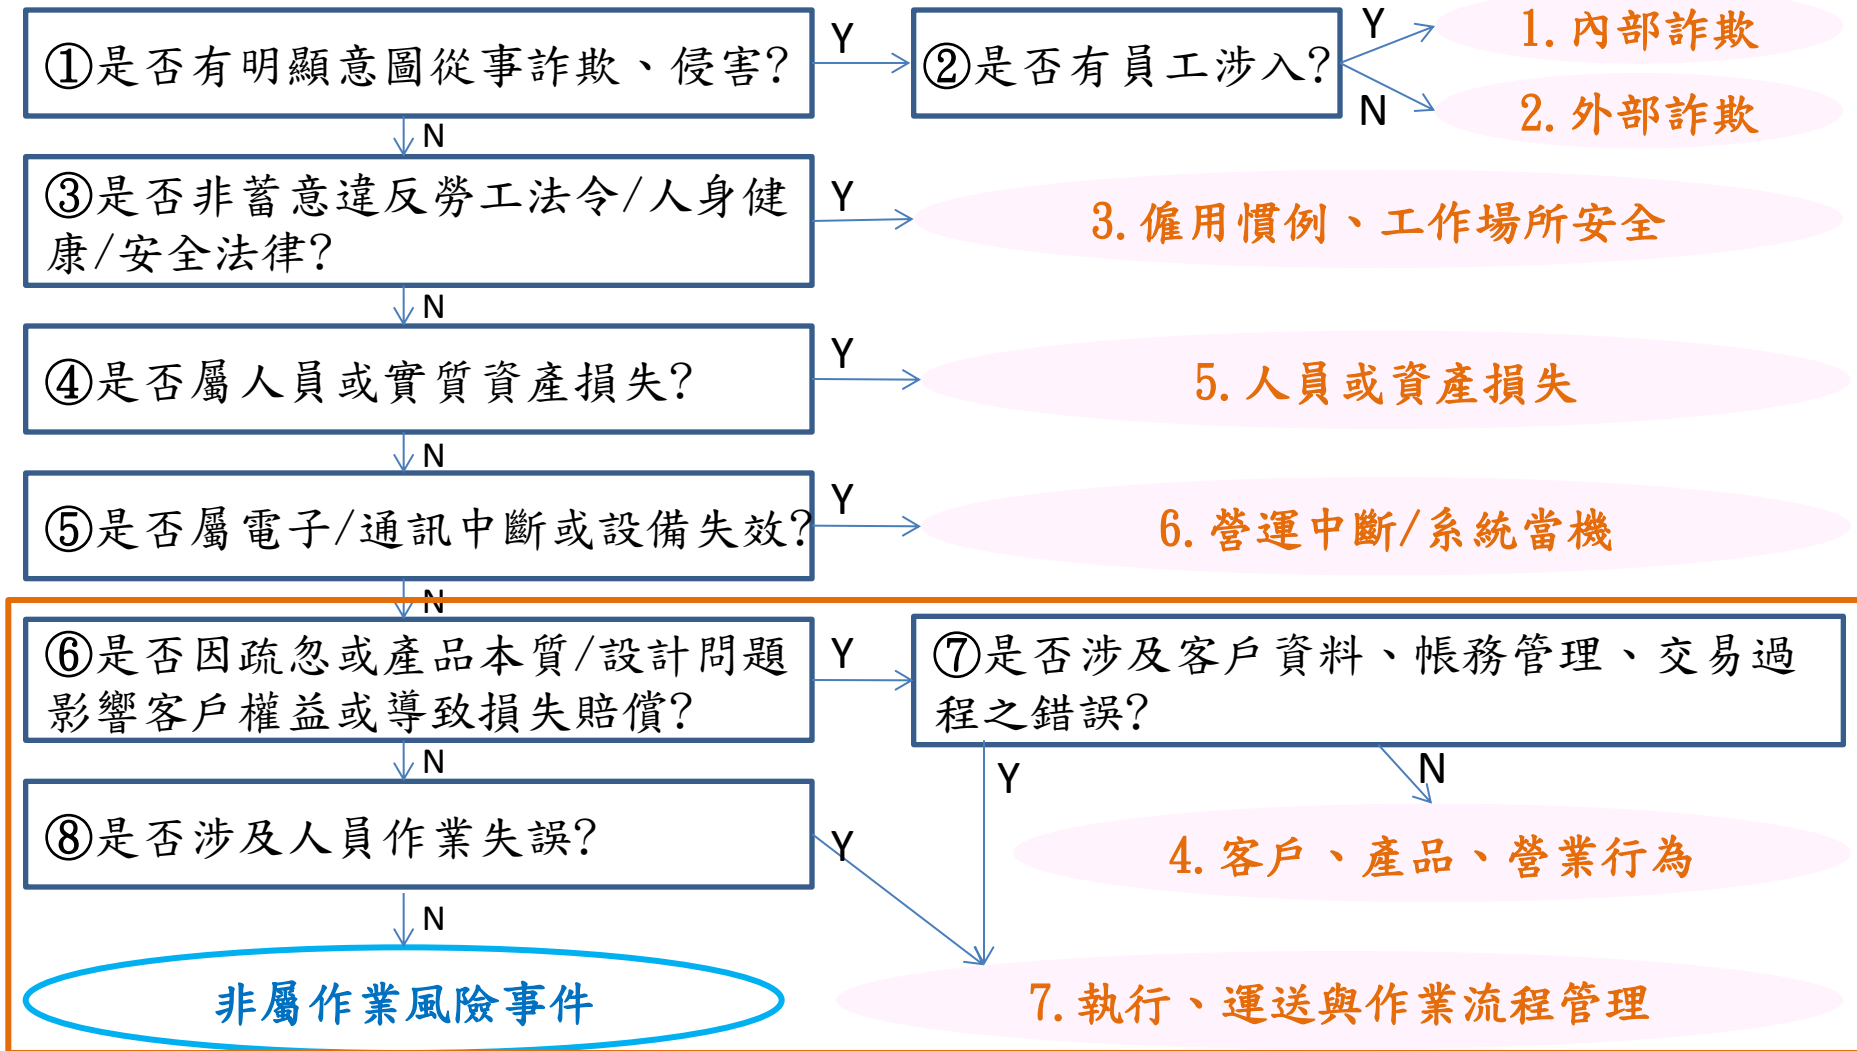 ①是否有明顯意圖從事詐欺、侵害?
Y
②是否有員工涉入?
Y
1.內部詐欺
N
2.外部詐欺
N
③是否非蓄意違反勞工法令/人身健
康/安全法律?
Y
3.僱用慣例、工作場所安全
N
④是否屬人員或實質資產損失?
Y
5.人員或資產損失
N
⑤是否屬電子/通訊中斷或設備失效?
Y
6.營運中斷/系統當機
N
⑥是否因疏忽或產品本質/設計問題
影響客戶權益或導致損失賠償?
Y
⑦是否涉及客戶資料、帳務管理、交易過
程之錯誤?
N
Y
N
⑧是否涉及人員作業失誤?
Y
4.客戶、產品、營業行為
N
非屬作業風險事件
7.執行、運送與作業流程管理